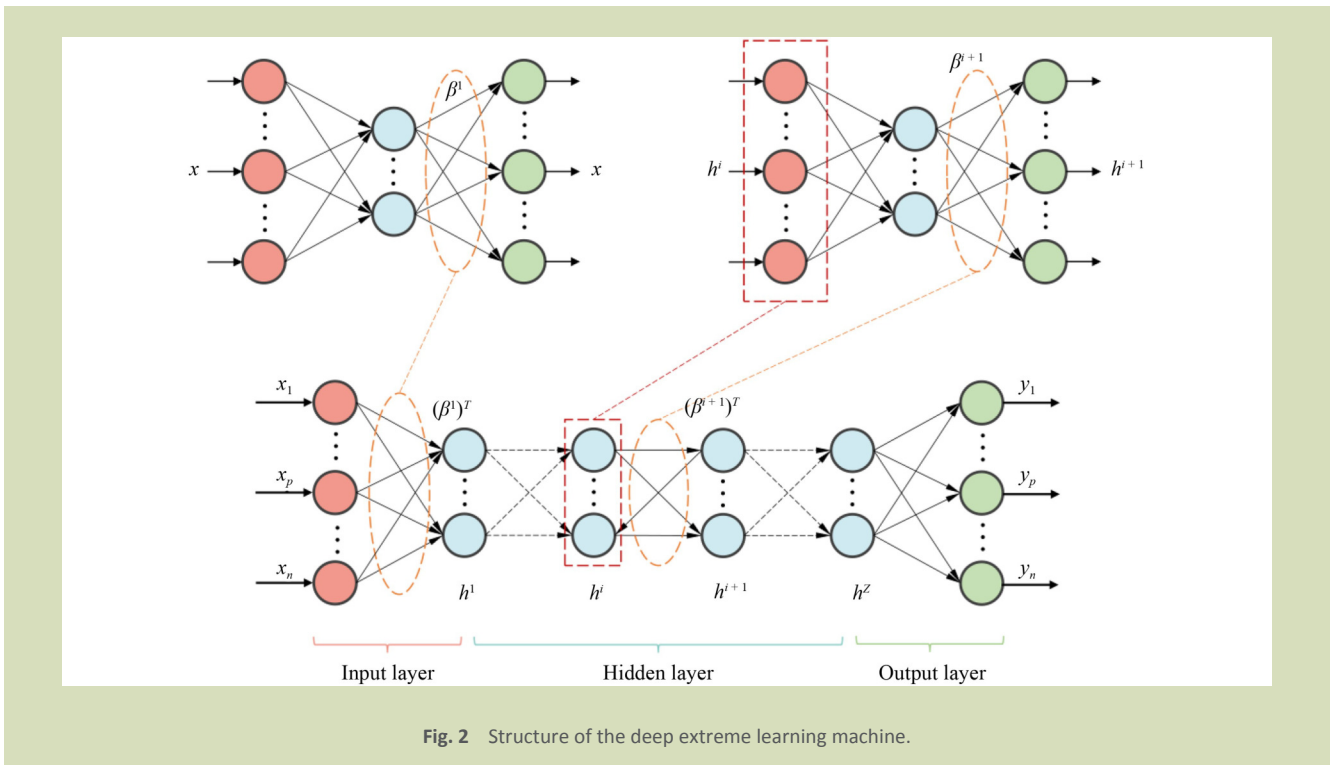 β¹
β^{i+1}
x
x
h^i
h^{i+1}
x₁
(β¹)^T
(β^{i+1})^T
y₁
x_p
y_p
x_n
y_n
h¹
h^i
h^{i+1}
h^Z
Input layer
Hidden layer
Output layer
Fig. 2 Structure of the deep extreme learning machine.